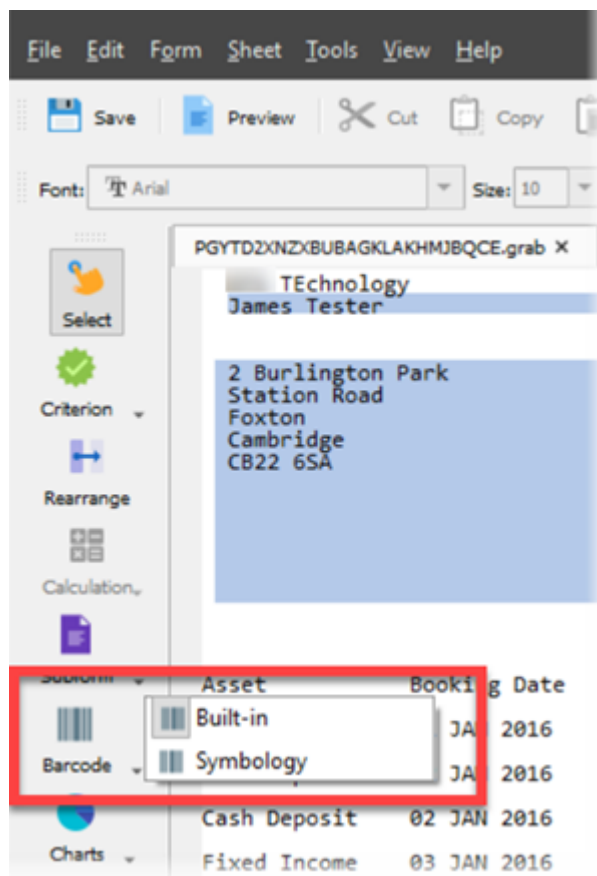 File Edit Form Sheet Tools View Help
Save Preview Cut Copy
Font: Arial Size: 10
PGYTD2XNZXBUBAGKLAKHMJBQCE.grab ×
Select
Criterion
Rearrange
Calculation
Subform
Barcode
Charts
TEchnology
James Tester
2 Burlington Park
Station Road
Foxton
Cambridge
CB22 6SA
Asset Booking Date
Built-in
JAN 2016
Symbology
JAN 2016
Cash Deposit 02 JAN 2016
Fixed Income 03 JAN 2016